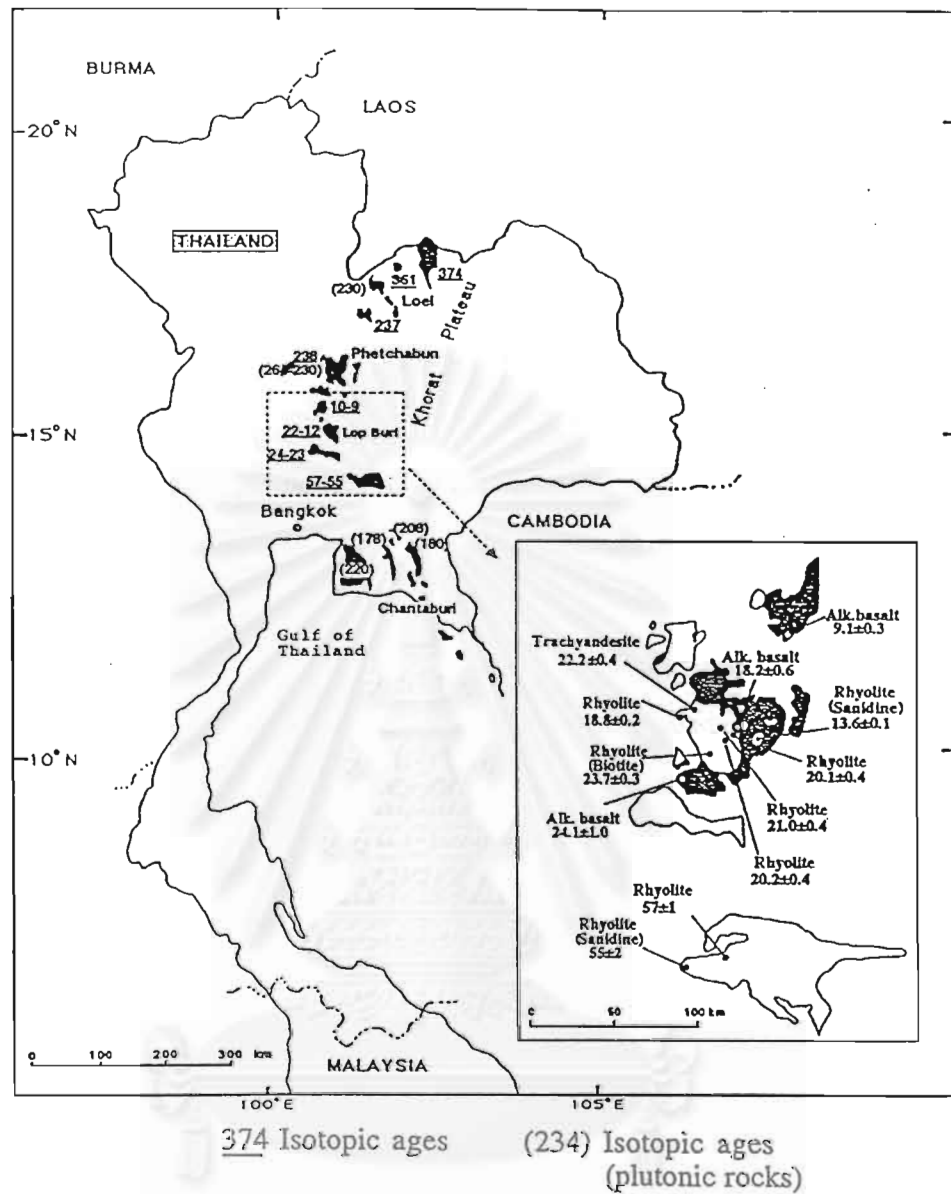 BURMA
LAOS
20°N
THAILAND
(230)
361
374
Loei
237
Khorat Plateau
238
Phetchabun
10-9
15°N
22-12
Lop Buri
24-23
57-55
Bangkok
CAMBODIA
(178)
(208)
(180)
(220)
Chantaburi
Gulf of
Thailand
10°N
MALAYSIA
0 100 200 300 km
100°E
105°E
Alk. basalt
9.1±0.3
Trachyandesite
22.2±0.4
Alk. basalt
18.2±0.6
Rhyolite
(Sanidine)
13.6±0.1
Rhyolite
18.8±0.2
Rhyolite
(Biotite)
23.7±0.3
Rhyolite
20.1±0.4
Alk. basalt
24.1±1.0
Rhyolite
21.0±0.4
Rhyolite
20.2±0.4
Rhyolite
57±1
Rhyolite
(Sanidine)
55±2
0 50 100 km
374 Isotopic ages
(234) Isotopic ages
(plutonic rocks)